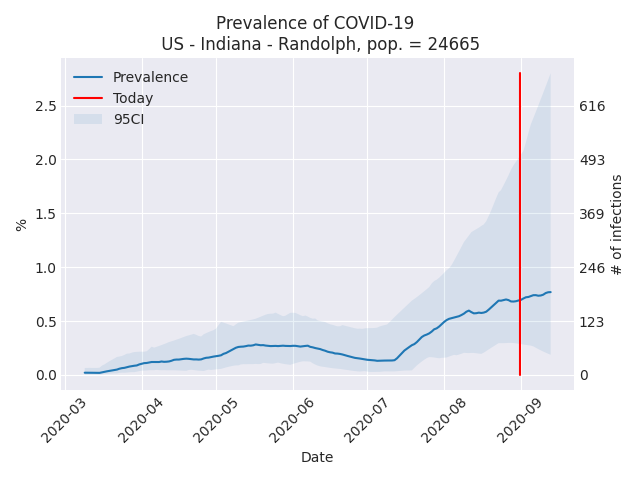 Prevalence of COVID-19
US - Indiana - Randolph, pop. = 24665
Prevalence
Today
95CI
2.5
2.0
1.5
1.0
0.5
0.0
%
616
493
369
246
123
0
# of infections
2020-03
2020-04
2020-05
2020-06
2020-07
2020-08
2020-09
Date